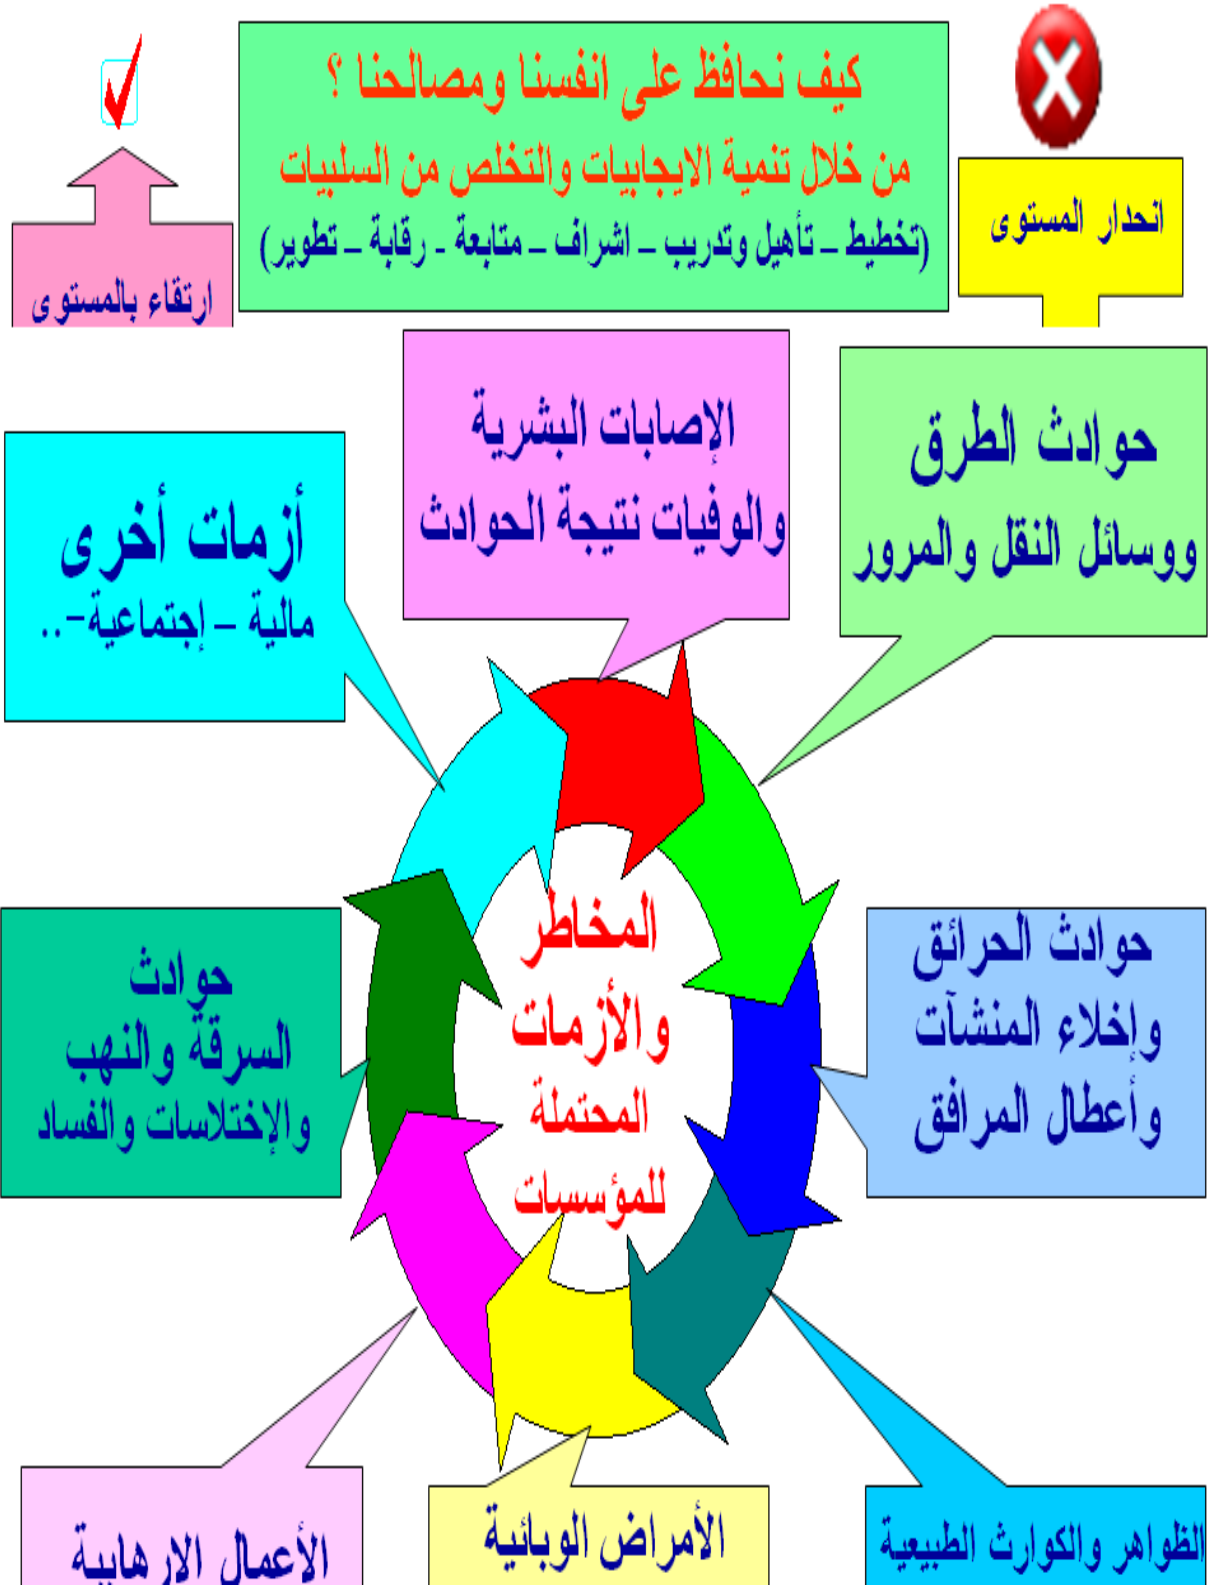 كيف نحافظ على انفسنا ومصالحنا ؟
من خلال تنمية الايجابيات والتخلص من السلبيات
(تخطيط – تأهيل وتدريب – اشراف – متابعة - رقابة – تطوير)
انحدار المستوى
ارتقاء بالمستوى
حوادث الطرق
ووسائل النقل والمرور
الإصابات البشرية
والوفيات نتيجة الحوادث
أزمات أخرى
مالية – إجتماعية-..
المخاطر
والأزمات
المحتملة
للمؤسسات
حوادث الحرائق
وإخلاء المنشآت
وأعطال المرافق
حوادث
السرقة والنهب
والإختلاسات والفساد
الظواهر والكوارث الطبيعية
الأمراض الوبائية
الأعمال الارهابية